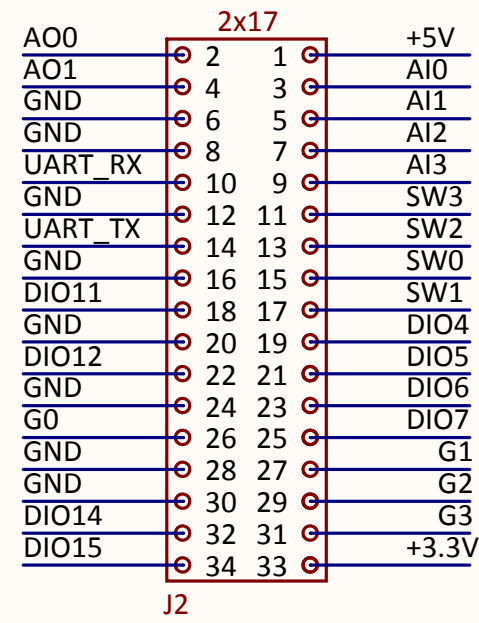 2x17
AO0 2 1 +5V
AO1 4 3 AI0
GND 6 5 AI1
GND 8 7 AI2
UART_RX 10 9 AI3
GND 12 11 SW3
UART_TX 14 13 SW2
GND 16 15 SW0
DIO11 18 17 SW1
GND 20 19 DIO4
DIO12 22 21 DIO5
GND 24 23 DIO6
G0 26 25 DIO7
GND 28 27 G1
GND 30 29 G2
DIO14 32 31 G3
DIO15 34 33 +3.3V
J2